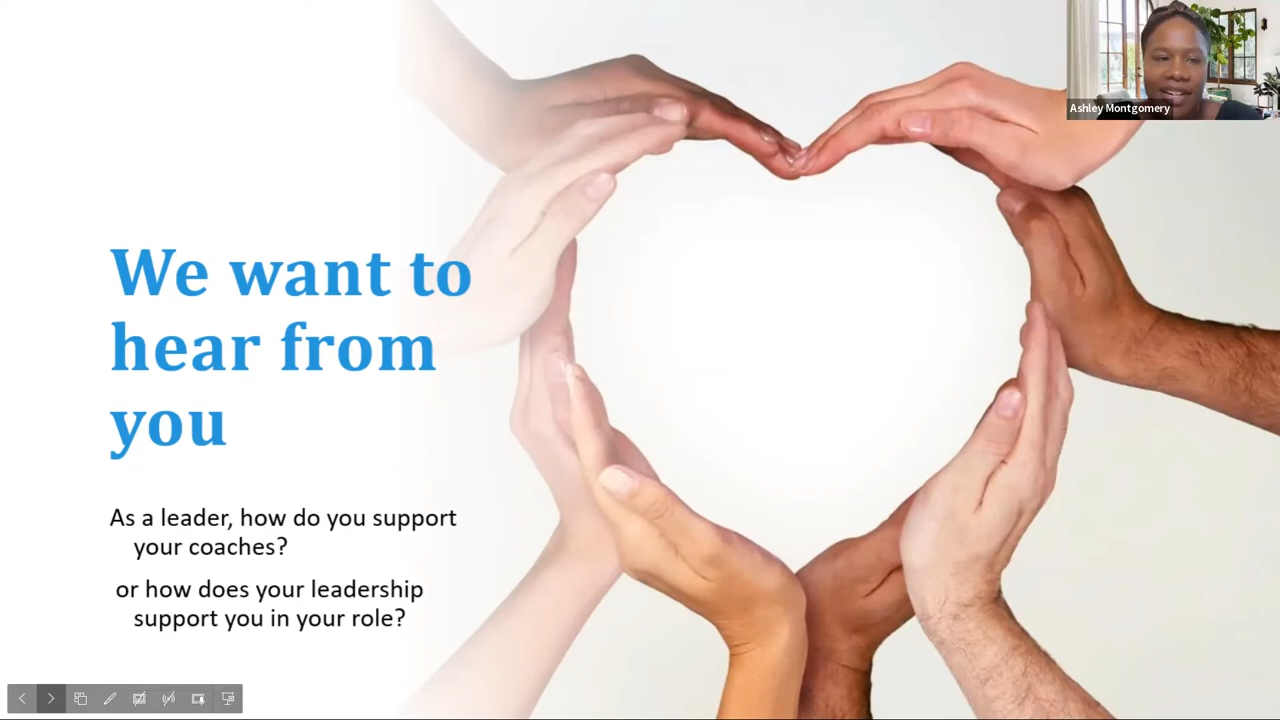 Ashley Montgomery
We want to
hear from
you
As a leader, how do you support
your coaches?
or how does your leadership
support you in your role?